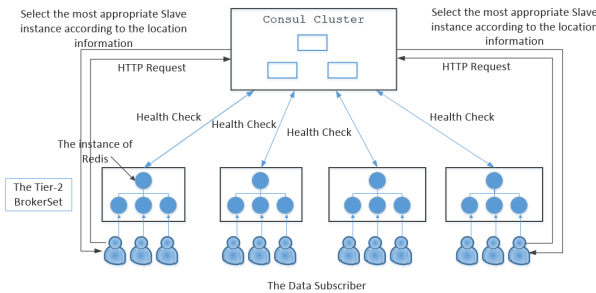 Select the most appropriate Slave
instance according to the location
information
Consul Cluster
Select the most appropriate Slave
instance according to the location
information
HTTP Request
HTTP Request
Health Check
Health Check
Health Check
Health Check
The instance of
Redis
The Tier-2
BrokerSet
The Data Subscriber